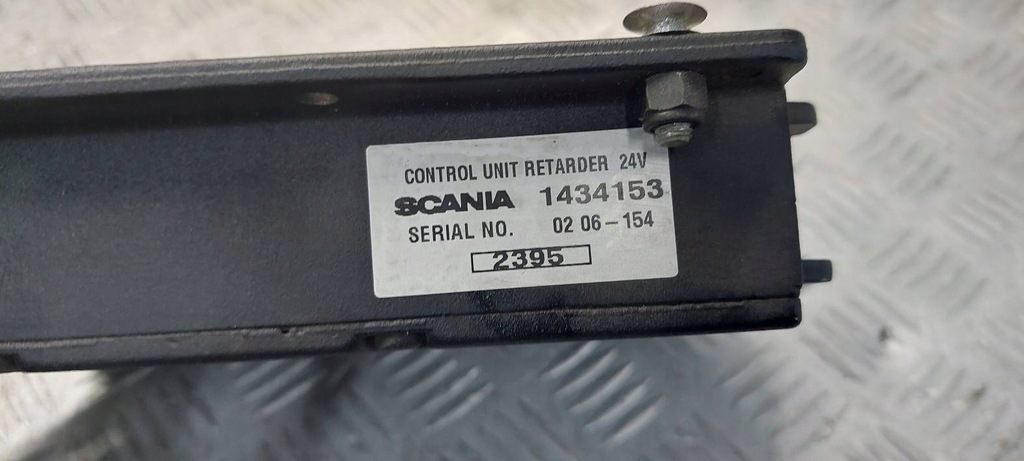 CONTROL UNIT RETARDER 24V
SCANIA 1434153
SERIAL NO. 02 06-154
2395